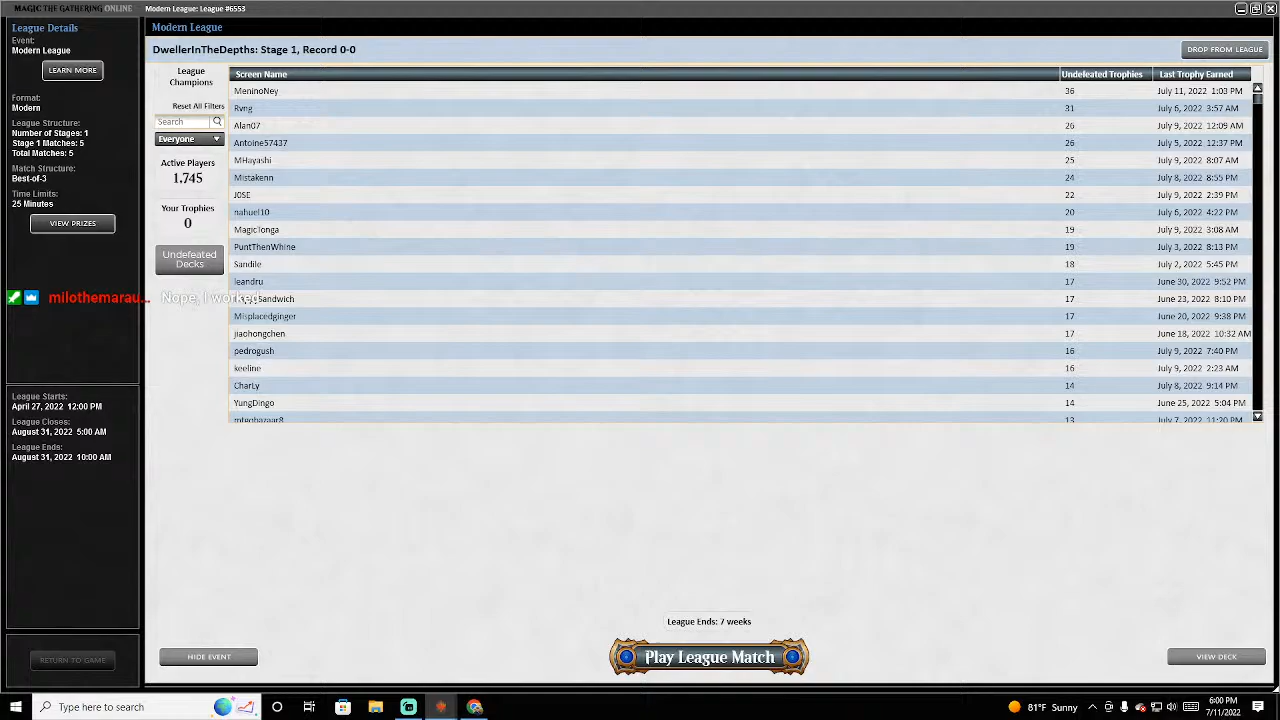 MAGIC THE GATHERING ONLINE
Modern League: League #6553
League Details
Event:
Modern League
LEARN MORE
Format:
Modern
League Structure:
Number of Stages: 1
Stage 1 Matches: 5
Total Matches: 5
Match Structure:
Best-of-3
Time Limits:
25 Minutes
VIEW PRIZES
milothemarau... Nope, I worked
League Starts:
April 27, 2022 12:00 PM
League Closes:
August 31, 2022 5:00 AM
League Ends:
August 31, 2022 10:00 AM
RETURN TO GAME
Modern League
DwellerInTheDepths: Stage 1, Record 0-0
DROP FROM LEAGUE
League
Champions
Reset All Filters
Search
Everyone
Active Players
1,745
Your Trophies
0
Undefeated
Decks
Screen Name Undefeated Trophies Last Trophy Earned
MeninoNey 36 July 11, 2022 1:03 PM
Rvng 31 July 6, 2022 3:57 AM
Alan07 26 July 9, 2022 12:09 AM
Antoine57437 26 July 5, 2022 12:37 PM
MHayashi 25 July 9, 2022 8:07 AM
Mistakenn 24 July 8, 2022 8:55 PM
J0SE 22 July 9, 2022 2:39 PM
nahuel10 20 July 6, 2022 4:22 PM
MagicTonga 19 July 9, 2022 3:08 AM
PuntThenWhine 19 July 3, 2022 8:13 PM
Sandile 18 July 2, 2022 5:45 PM
leandru 17 June 30, 2022 9:52 PM
Sandwich 17 June 23, 2022 8:10 PM
Misplacedginger 17 June 20, 2022 9:38 PM
jiaohongchen 17 June 18, 2022 10:32 AM
pedrogush 16 July 9, 2022 7:40 PM
keeline 16 July 9, 2022 2:23 AM
CharLy 14 July 8, 2022 9:14 PM
YungDingo 14 June 25, 2022 5:04 PM
mtgobazaar8 13 July 7, 2022 11:20 PM
League Ends: 7 weeks
HIDE EVENT
Play League Match
VIEW DECK
Type here to search
81°F Sunny
6:00 PM
7/11/2022